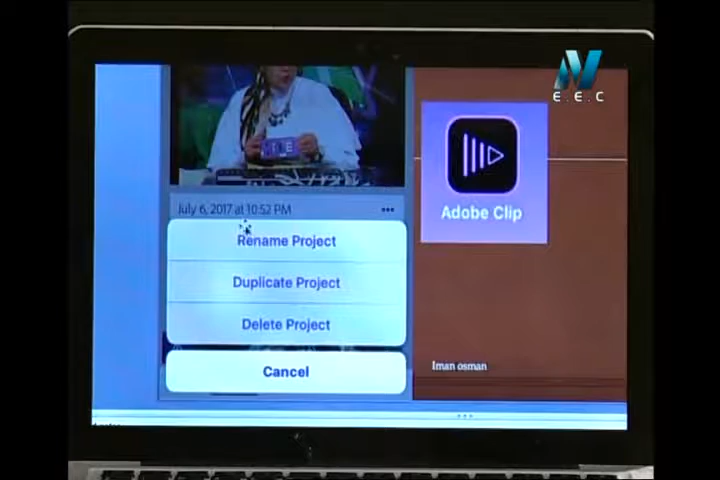 N
E.E.C
Adobe Clip
July 6, 2017 at 10:52 PM
Rename Project
Duplicate Project
Delete Project
Cancel
Iman osman